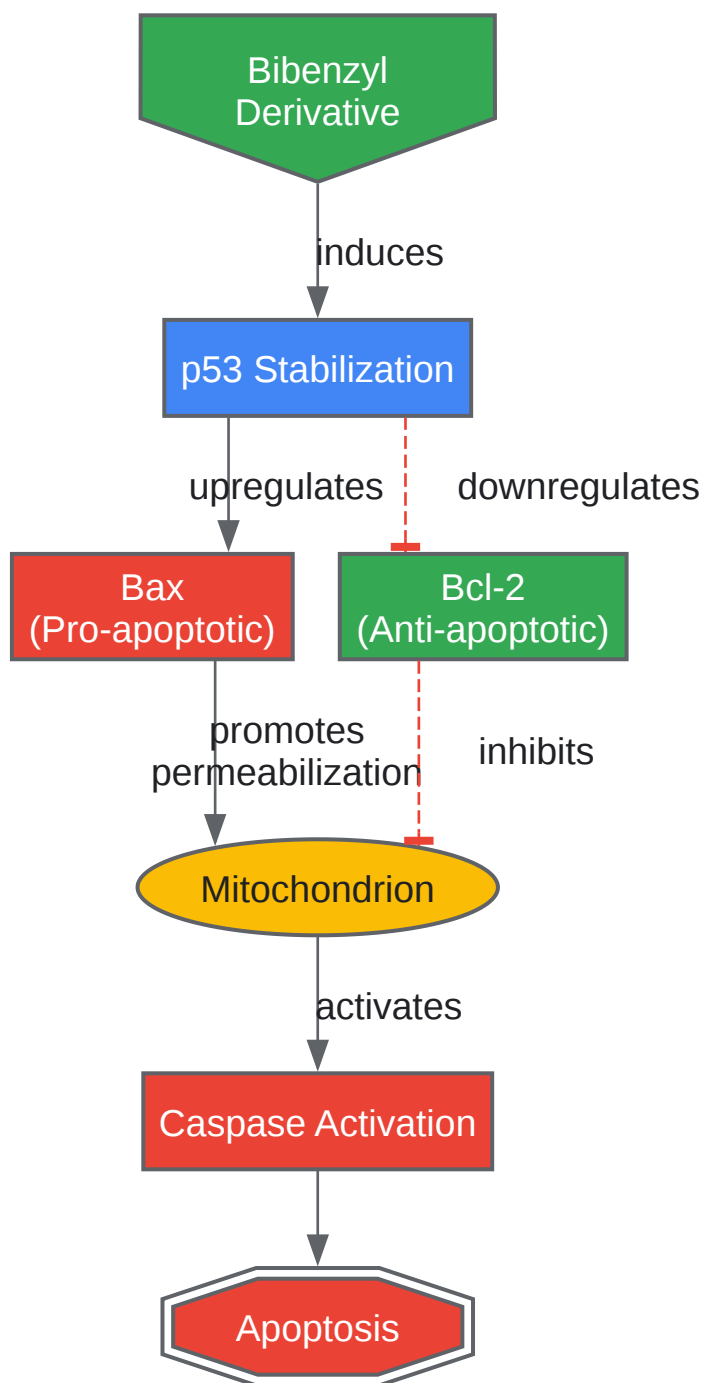 Bibenzyl
Derivative
induces
p53 Stabilization
upregulates
downregulates
Bax
(Pro-apoptotic)
Bcl-2
(Anti-apoptotic)
promotes
permeabilization
inhibits
Mitochondrion
activates
Caspase Activation
Apoptosis